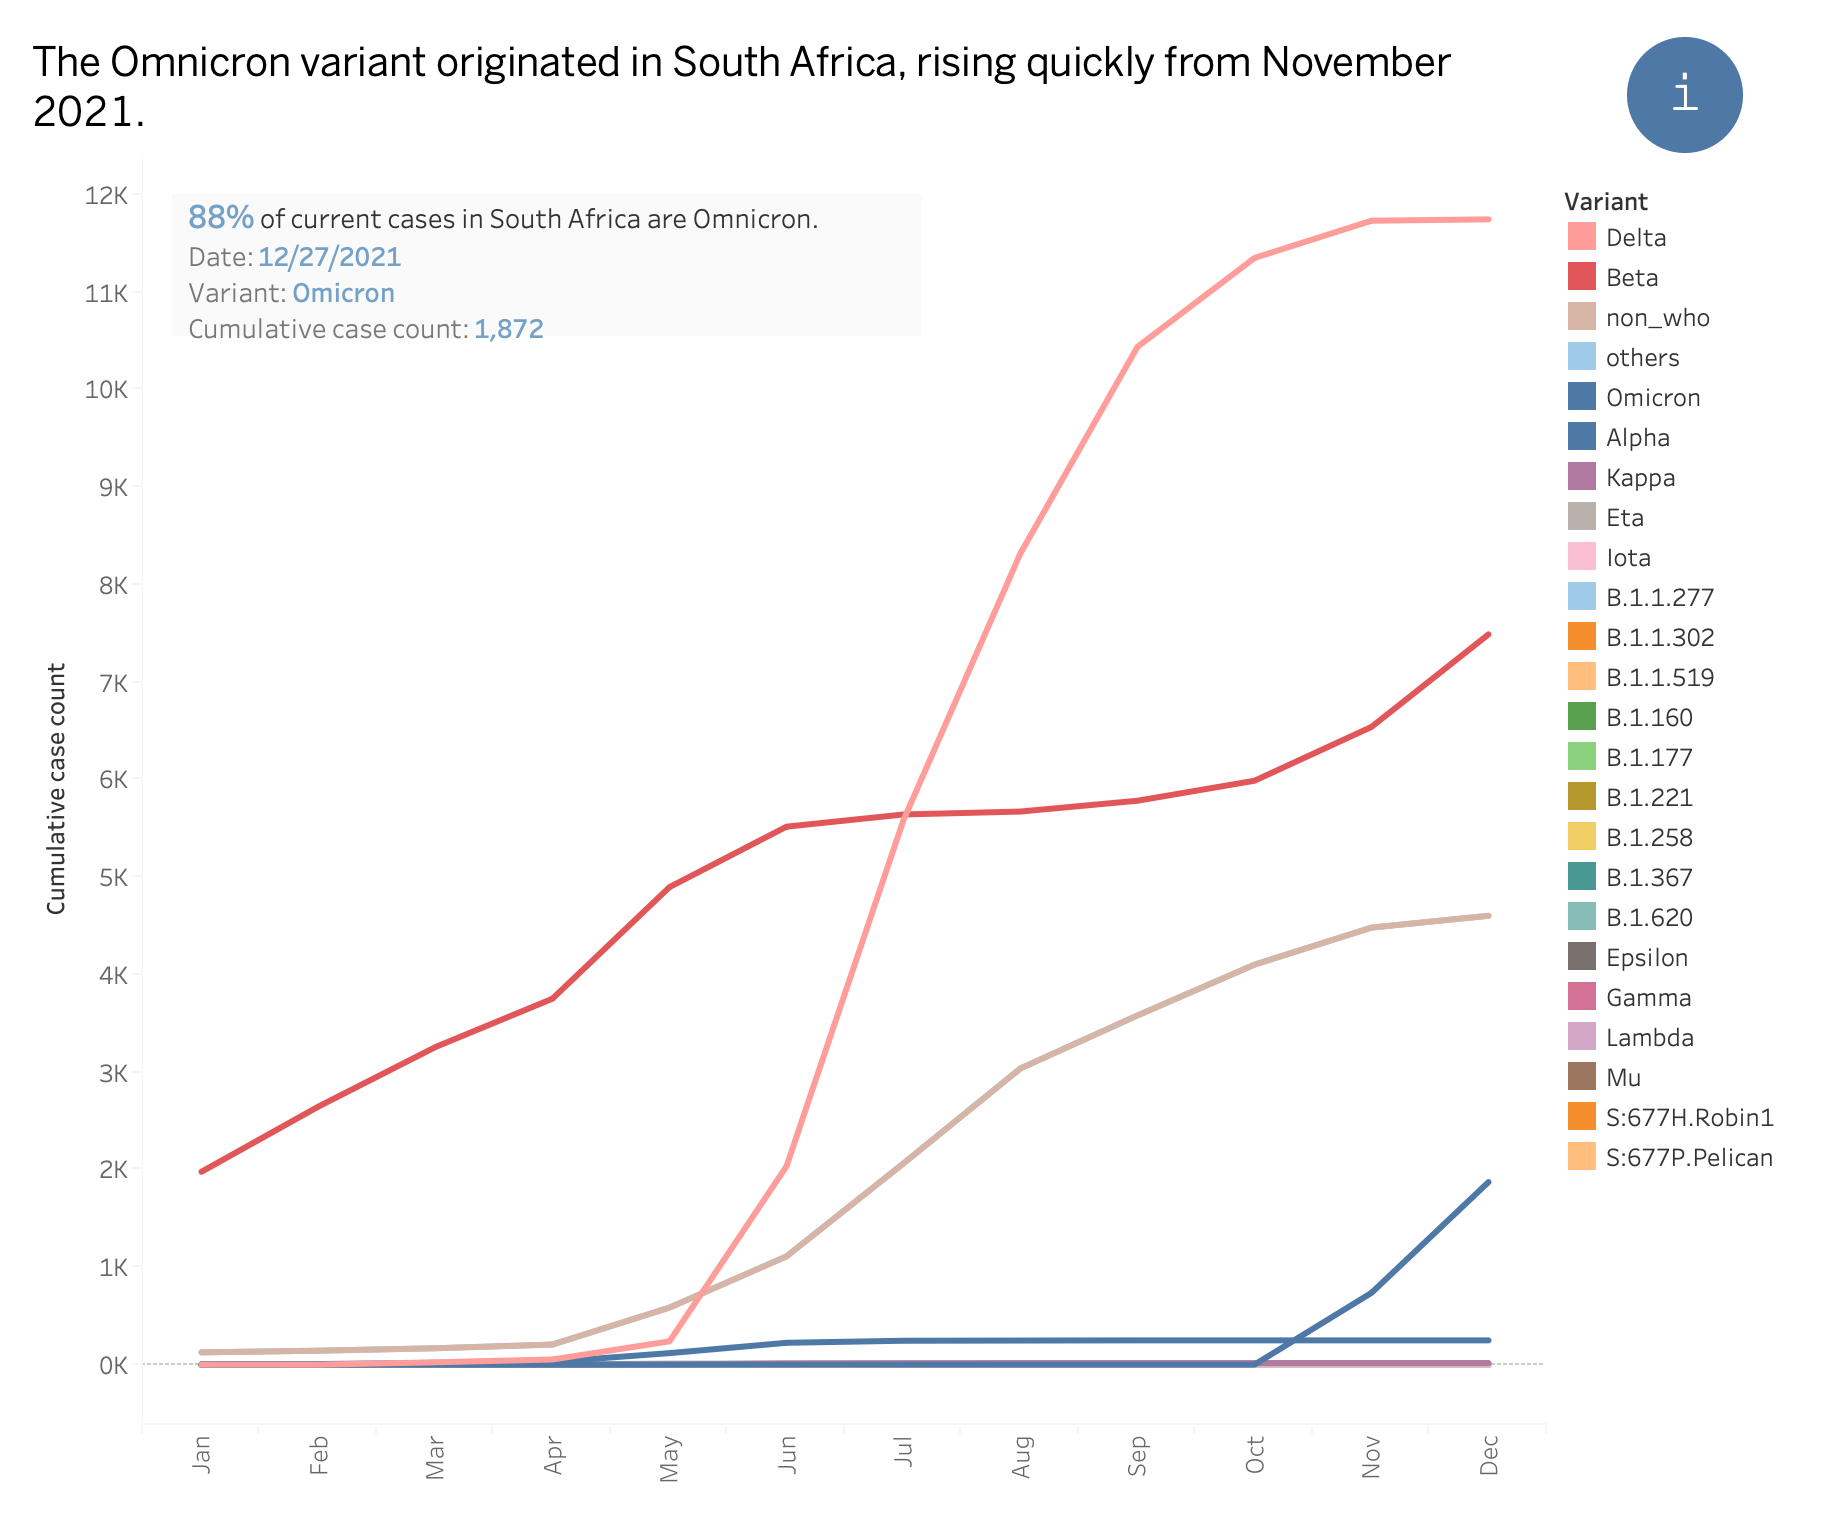 The Omnicron variant originated in South Africa, rising quickly from November
2021.
i
88% of current cases in South Africa are Omnicron.
Date: 12/27/2021
Variant: Omicron
Cumulative case count: 1,872
Cumulative case count
12K
11K
10K
9K
8K
7K
6K
5K
4K
3K
2K
1K
0K
Jan
Feb
Mar
Apr
May
Jun
Jul
Aug
Sep
Oct
Nov
Dec
Variant
Delta
Beta
non_who
others
Omicron
Alpha
Kappa
Eta
Iota
B.1.1.277
B.1.1.302
B.1.1.519
B.1.160
B.1.177
B.1.221
B.1.258
B.1.367
B.1.620
Epsilon
Gamma
Lambda
Mu
S:677H.Robin1
S:677P.Pelican